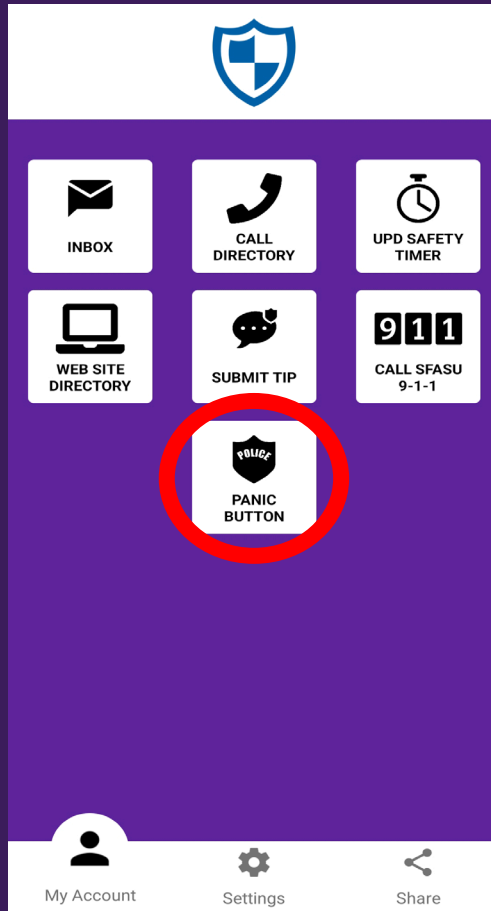 INBOX
CALL
DIRECTORY
UPD SAFETY
TIMER
WEB SITE
DIRECTORY
SUBMIT TIP
911
CALL SFASU
9-1-1
POLICE
PANIC
BUTTON
My Account
Settings
Share